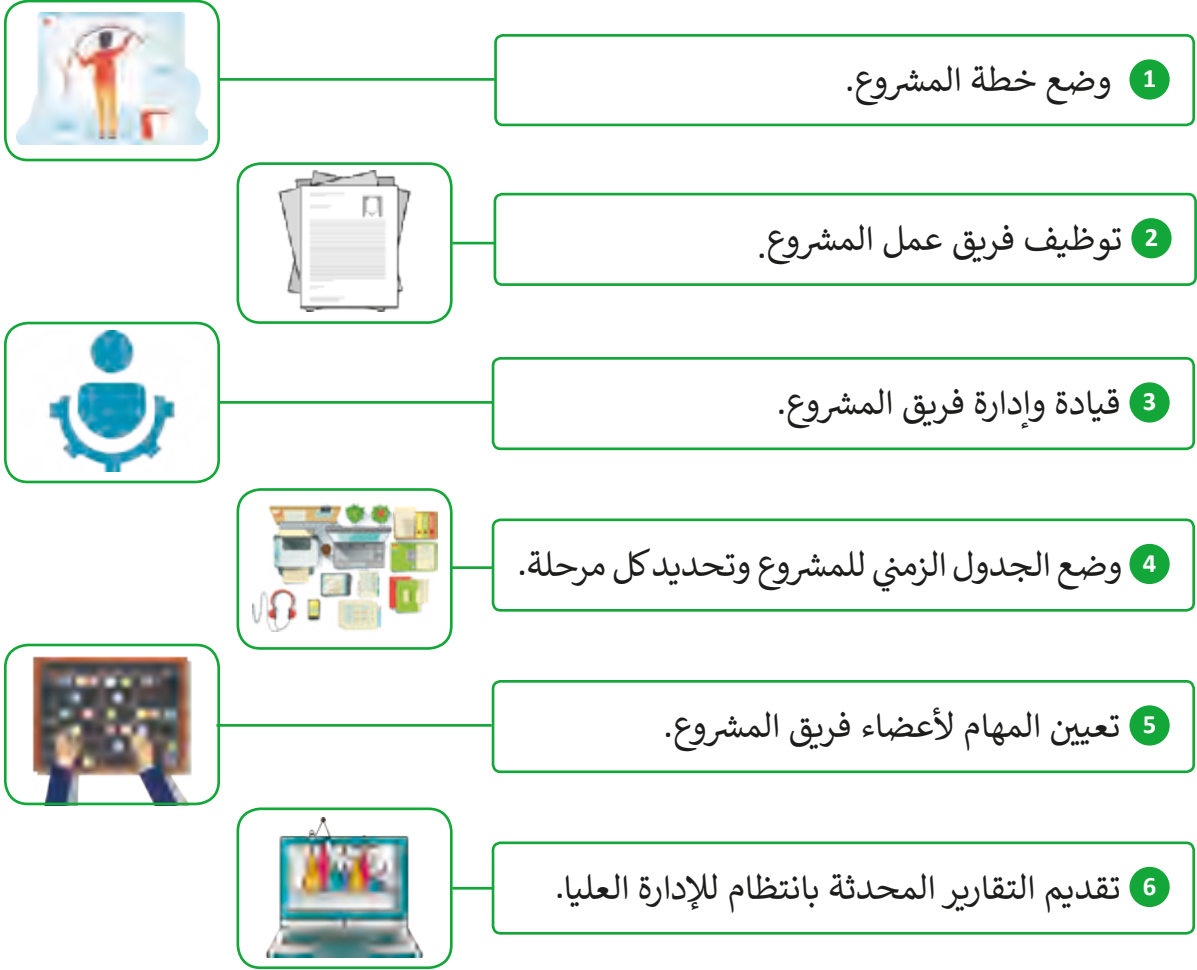 1 وضع خطة المشروع.
2 توظيف فريق عمل المشروع.
3 قيادة وإدارة فريق المشروع.
4 وضع الجدول الزمني للمشروع وتحديد كل مرحلة.
5 تعيين المهام لأعضاء فريق المشروع.
6 تقديم التقارير المحدثة بانتظام للإدارة العليا.